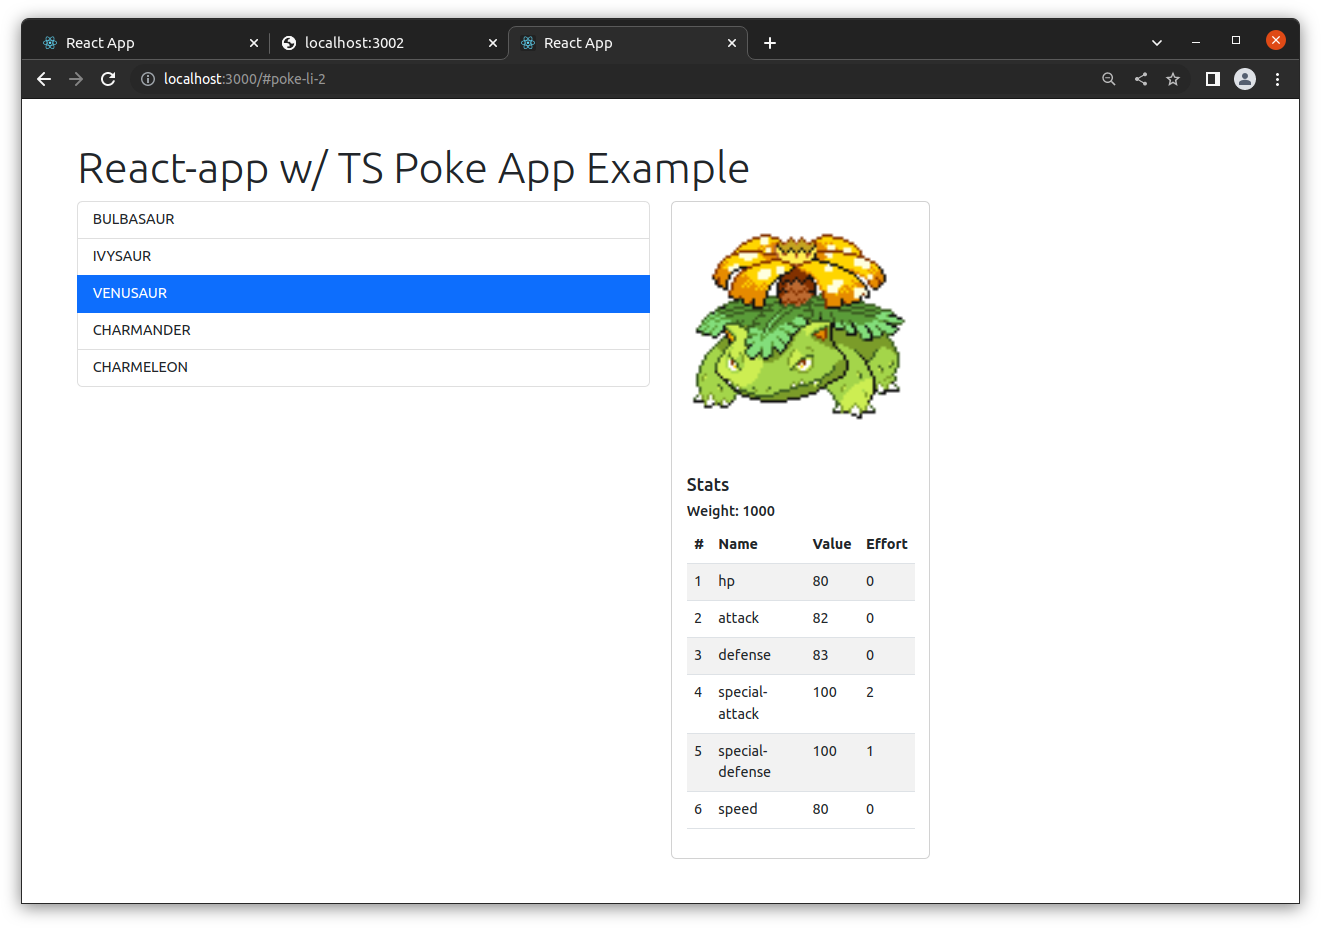 React App
localhost:3002
React App
localhost:3000/#poke-li-2
React-app w/ TS Poke App Example
BULBASAUR
IVYSAUR
VENUSAUR
CHARMANDER
CHARMELEON
Stats
Weight: 1000
# Name Value Effort
1 hp 80 0
2 attack 82 0
3 defense 83 0
4 special- 100 2
attack
5 special- 100 1
defense
6 speed 80 0